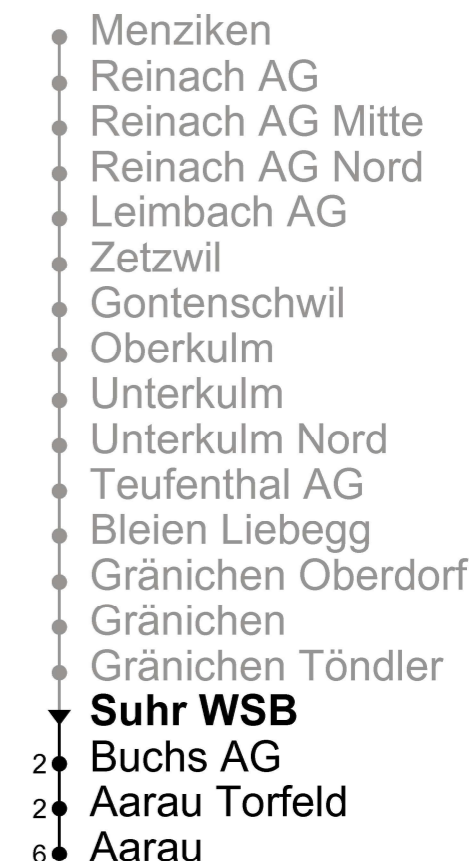 Menziken
Reinach AG
Reinach AG Mitte
Reinach AG Nord
Leimbach AG
Zetzwil
Gontenschwil
Oberkulm
Unterkulm
Unterkulm Nord
Teufenthal AG
Bleien Liebegg
Gränichen Oberdorf
Gränichen
Gränichen Töndler
Suhr WSB
2 Buchs AG
2 Aarau Torfeld
6 Aarau